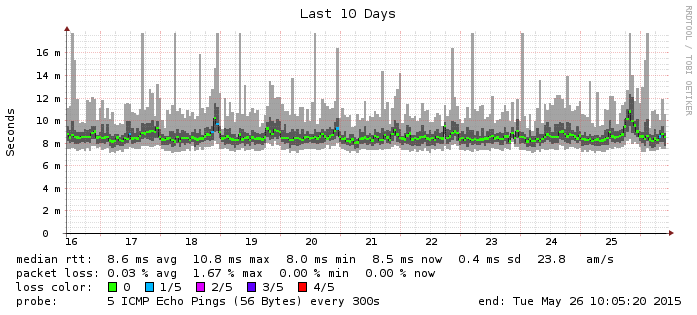 Last 10 Days
RRDTOOL / TOBI OETIKER
Seconds
16 m
14 m
12 m
10 m
8 m
6 m
4 m
2 m
0
16 17 18 19 20 21 22 23 24 25
median rtt: 8.6 ms avg 10.8 ms max 8.0 ms min 8.5 ms now 0.4 ms sd 23.8 am/s
packet loss: 0.03 % avg 1.67 % max 0.00 % min 0.00 % now
loss color: 0 1/5 2/5 3/5 4/5
probe: 5 ICMP Echo Pings (56 Bytes) every 300s end: Tue May 26 10:05:20 2015